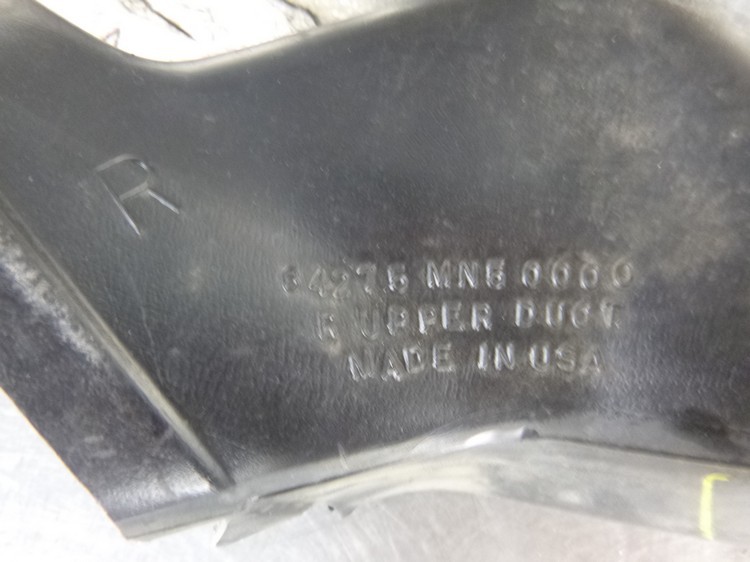 R
64275 MN5 0000
R UPPER DUCT
MADE IN USA